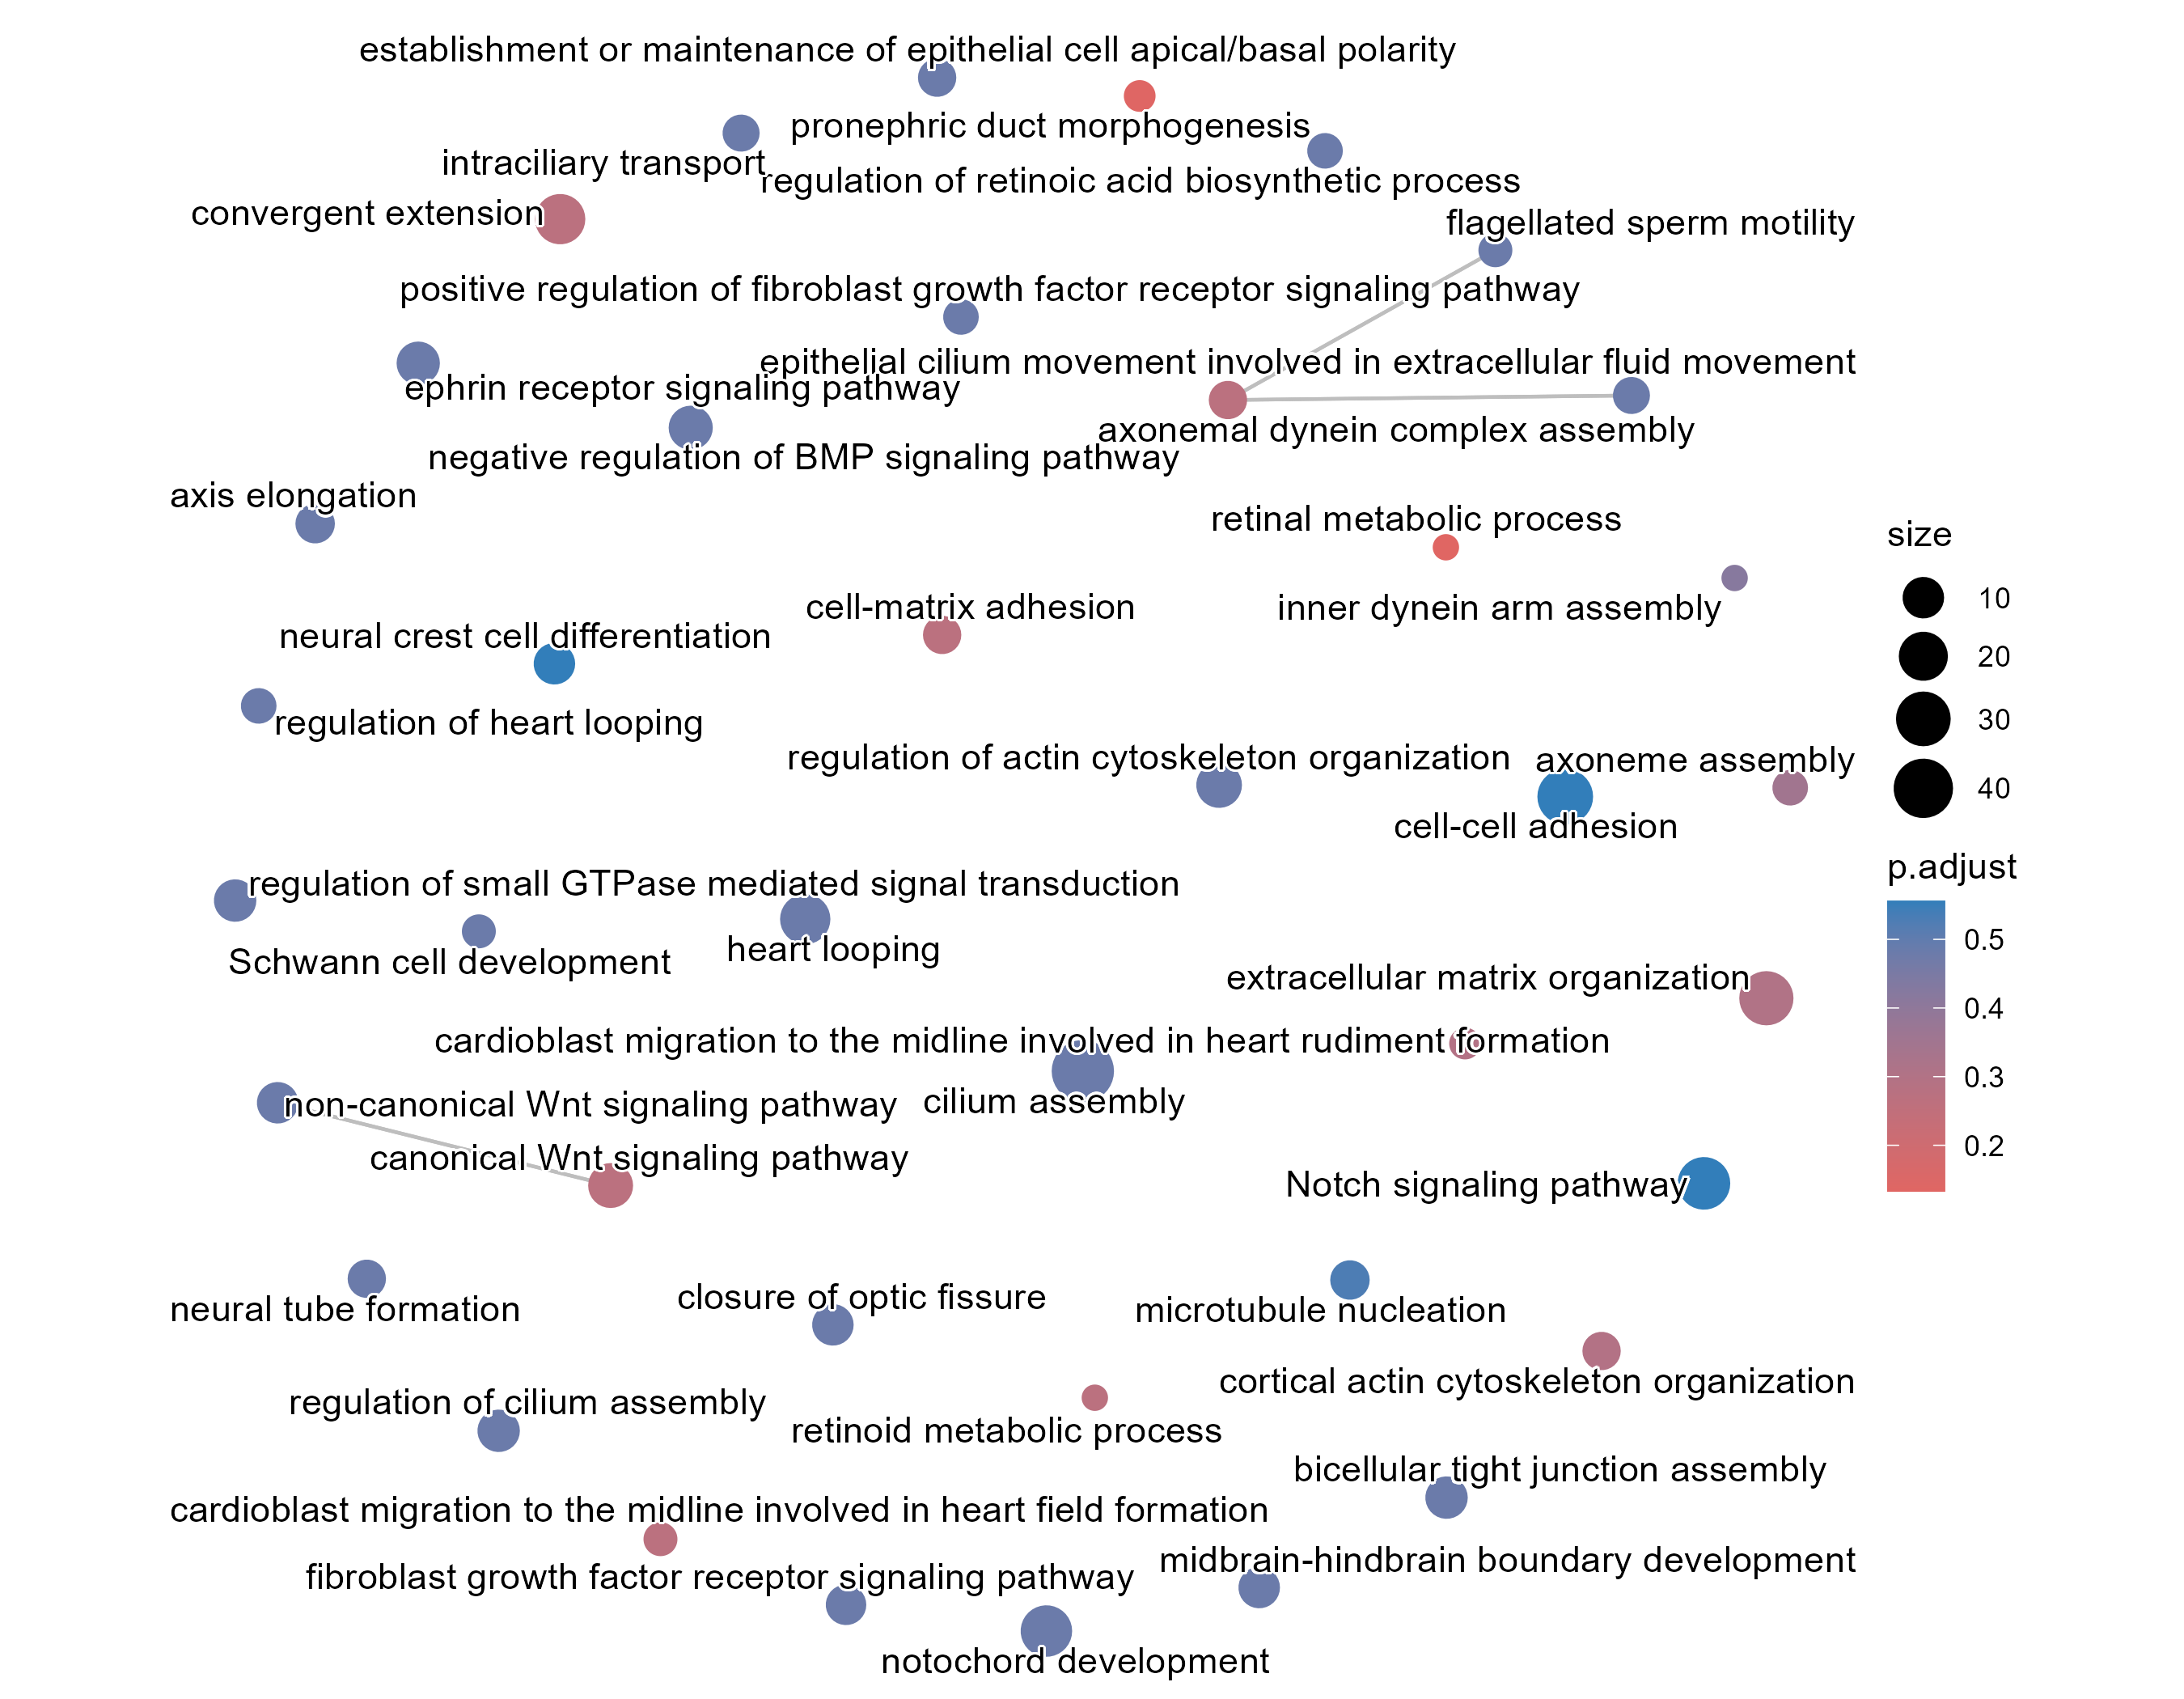 establishment or maintenance of epithelial cell apical/basal polarity
pronephric duct morphogenesis
intraciliary transport
regulation of retinoic acid biosynthetic process
convergent extension
flagellated sperm motility
positive regulation of fibroblast growth factor receptor signaling pathway
epithelial cilium movement involved in extracellular fluid movement
ephrin receptor signaling pathway
axonemal dynein complex assembly
negative regulation of BMP signaling pathway
axis elongation
retinal metabolic process
size
10
20
30
40
inner dynein arm assembly
cell-matrix adhesion
neural crest cell differentiation
regulation of heart looping
regulation of actin cytoskeleton organization
axoneme assembly
cell-cell adhesion
p.adjust
0.5
0.4
0.3
0.2
regulation of small GTPase mediated signal transduction
heart looping
Schwann cell development
extracellular matrix organization
cardioblast migration to the midline involved in heart rudiment formation
non-canonical Wnt signaling pathway
cilium assembly
canonical Wnt signaling pathway
Notch signaling pathway
closure of optic fissure
neural tube formation
microtubule nucleation
cortical actin cytoskeleton organization
regulation of cilium assembly
retinoid metabolic process
bicellular tight junction assembly
cardioblast migration to the midline involved in heart field formation
midbrain-hindbrain boundary development
fibroblast growth factor receptor signaling pathway
notochord development